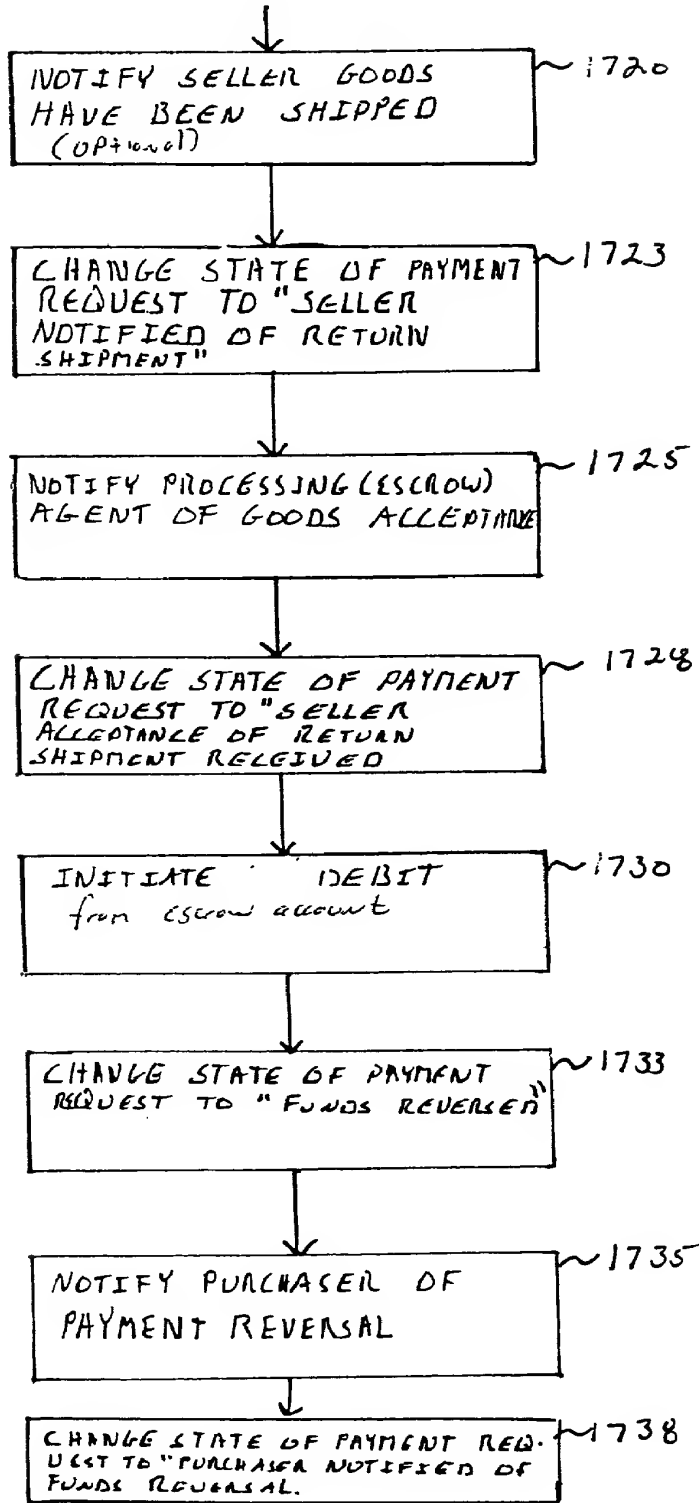 NOTIFY SELLER GOODS
1720
HAVE BEEN SHIPPED
(OPtional)
CHANGE STATE OF PAYMENT
1723
REQUEST TO "SELLER
NOTIFIED OF RETURN
SHIPMENT"
NOTIFY PROCESSING (ESCROW)
1725
AGENT OF GOODS ACCEPTANCE
CHANGE STATE OF PAYMENT
1728
REQUEST TO "SELLER
ACCEPTANCE OF RETURN
SHIPMENT RECEIVED
INITIATE DEBIT
1730
from escrow account
CHANGE STATE OF PAYMENT
1733
REQUEST TO "FUNDS REVERSED"
NOTIFY PURCHASER OF
1735
PAYMENT REVERSAL
CHANGE STATE OF PAYMENT REQ-
1738
UEST TO "PURCHASER NOTIFIED OF
FUNDS REVERSAL.